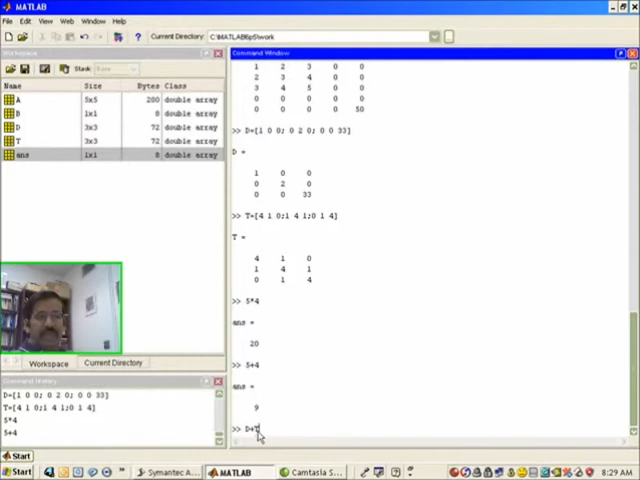 MATLAB
File Edit View Web Window Help
Current Directory: C:\MATLAB6p5\work
Workspace
Stack: Base
Name Size Bytes Class
A 5x5 200 double array
B 1x1 8 double array
D 3x3 72 double array
T 3x3 72 double array
ans 1x1 8 double array
Workspace Current Directory
Command History
D=[1 0 0; 0 2 0; 0 0 33]
T=[4 1 0;1 4 1;0 1 4]
5*4
5+4
Command Window
1 2 3 0 0
2 3 4 0 0
3 4 5 0 0
0 0 0 0 0
0 0 0 0 50
>> D=[1 0 0; 0 2 0; 0 0 33]
D =
1 0 0
0 2 0
0 0 33
>> T=[4 1 0;1 4 1;0 1 4]
T =
4 1 0
1 4 1
0 1 4
>> 5*4
ans =
20
>> 5+4
ans =
9
>> D+T
Start
Start Symantec A... MATLAB Camtasia S... 8:29 AM